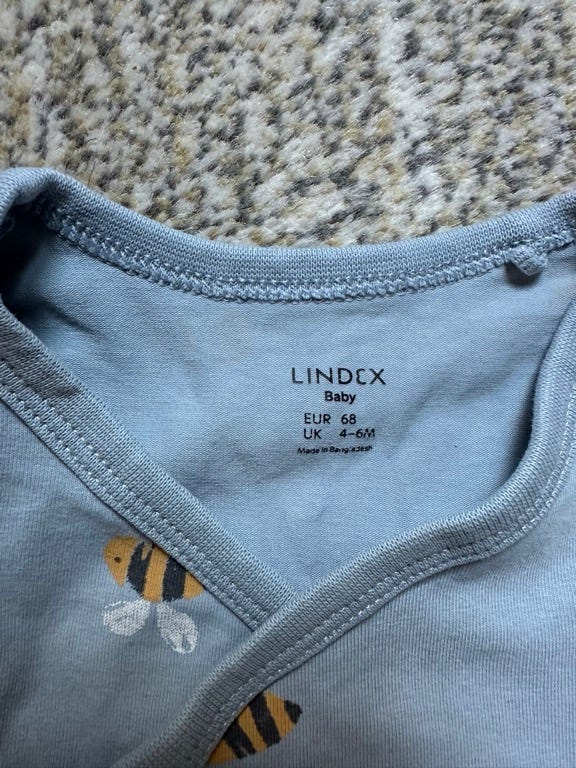 LINDEX
Baby
EUR 68
UK 4-6M
Made in Bangladesh